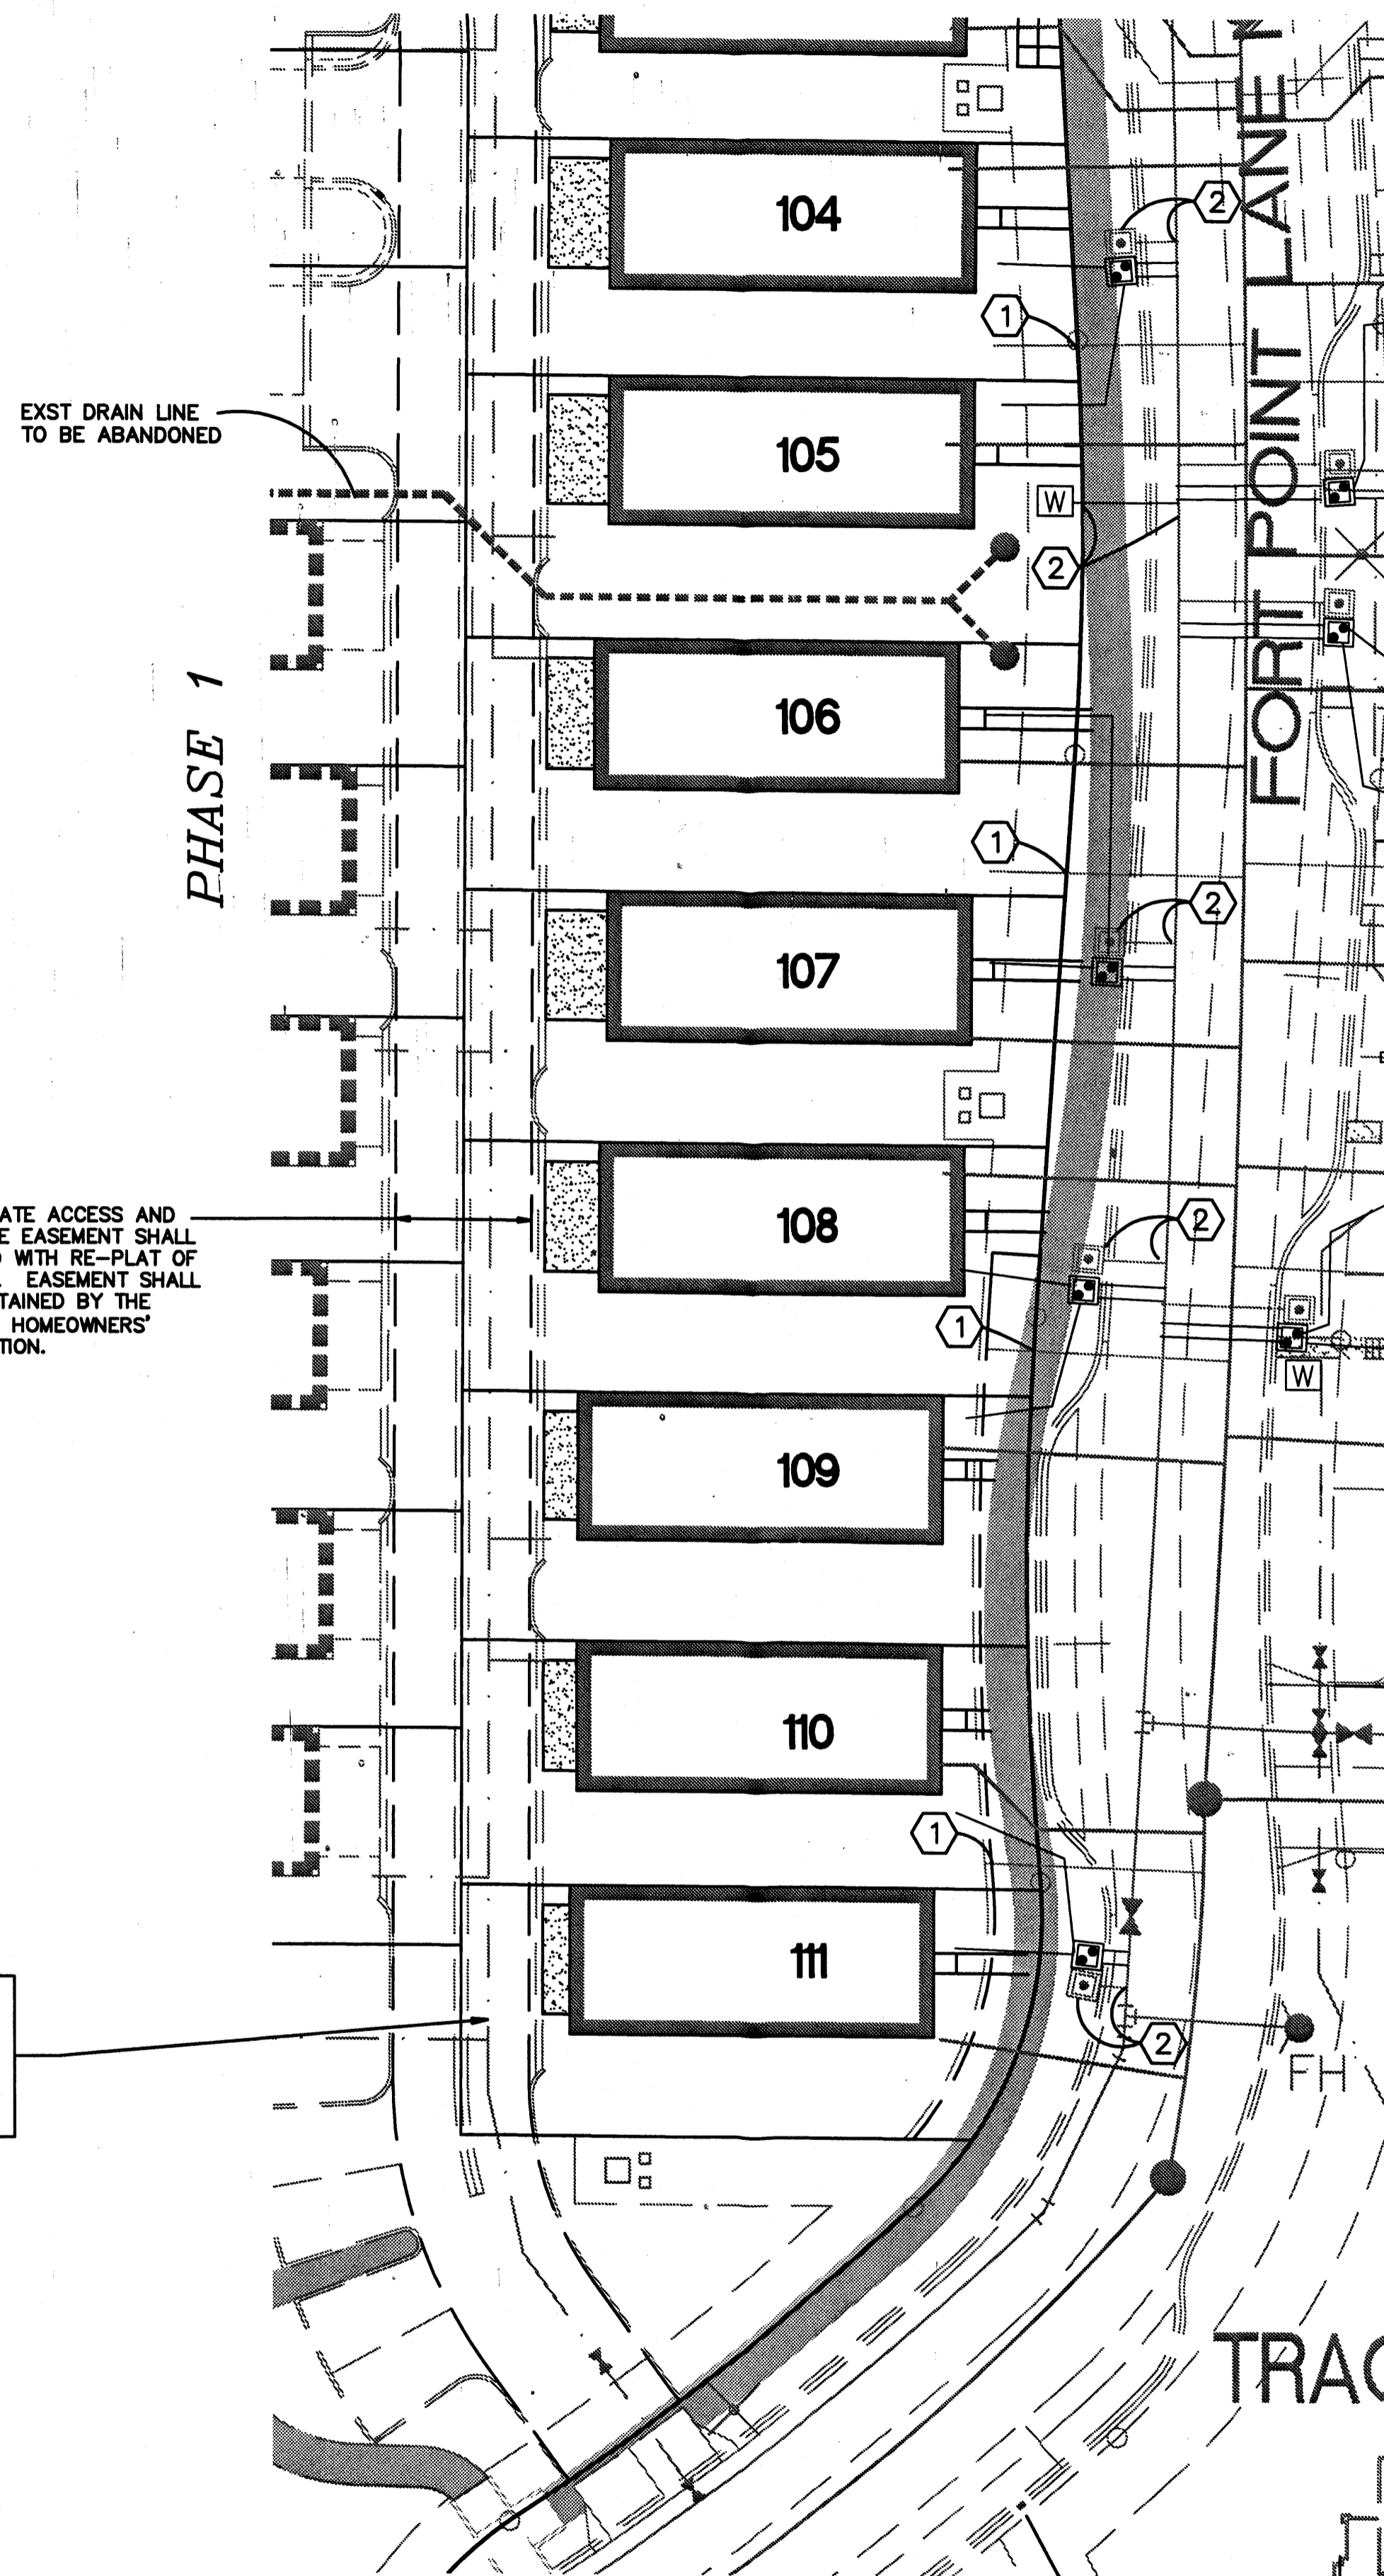 104
2
1
EXST DRAIN LINE
TO BE ABANDONED
105
W
2
FORT POINT LANE
PHASE 1
106
1
2
107
ATE ACCESS AND
E EASEMENT SHALL
WITH RE-PLAT OF
EASEMENT SHALL
TAINED BY THE
HOMEOWNERS'
TION.
108
2
1
W
109
110
1
111
2
FH
TRAC